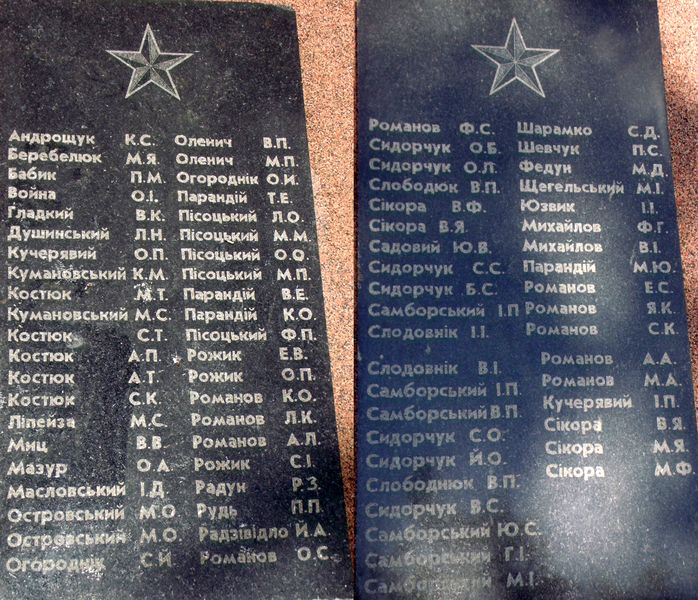 Андрощук К.С.
Беребелюк М.Я.
Бабик П.М.
Война О.І.
Гладкий В.К.
Душинський Л.Н.
Кучерявий О.П.
Кумановський К.М.
Костюк М.Т.
Кумановський М.С.
Костюк С.Т.
Костюк А.П.
Костюк А.Т.
Костюк С.К.
Ліпейза М.С.
Миц В.В.
Мазур О.А.
Масловський І.Д.
Островський М.О.
Островський М.О.
Огороднік С.Й.
Оленич В.П.
Оленич М.П.
Огороднік О.И.
Парандій Т.Е.
Пісоцький Л.О.
Пісоцький М.М.
Пісоцький О.О.
Пісоцький М.П.
Парандій В.Е.
Парандій К.О.
Пісоцький Ф.П.
Рожик Е.В.
Рожик О.П.
Романов К.О.
Романов Л.К.
Романов А.Л.
Рожик С.І.
Радун Р.З.
Рудь П.П.
Радзівідло Й.А.
Романов О.С.
Романов Ф.С.
Сидорчук О.Б.
Сидорчук О.Л.
Слободюк В.П.
Сікора В.Ф.
Сікора В.Я.
Садовий Ю.В.
Сидорчук С.С.
Сидорчук Б.С.
Самборський І.П
Слодовнік І.І.
Слодовнік В.І.
Самборський І.П.
Самборський В.П.
Сидорчук С.О.
Сидорчук Й.О.
Слободнюк В.П.
Сидорчук В.С.
Самборський Ю.С.
Самборський Г.І.
Самборський М.І.
Шарамко С.Д.
Шевчук П.С.
Федун М.Д.
Щегельський М.І.
Юзвик І.І.
Михайлов Ф.Г.
Михайлов В.І.
Парандій М.Ю.
Романов Е.С.
Романов Я.К.
Романов С.К.
Романов А.А.
Романов М.А.
Кучерявий І.П.
Сікора В.Я.
Сікора М.Я.
Сікора М.Ф